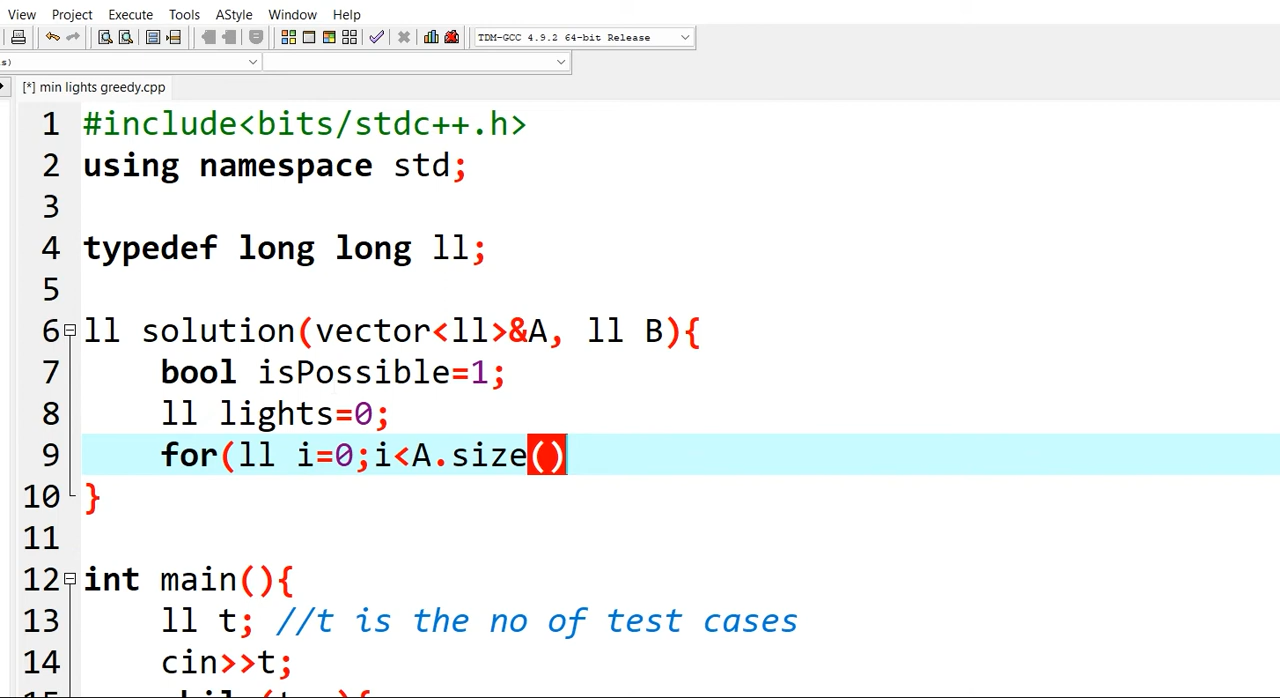 View Project Execute Tools AStyle Window Help
TDM-GCC 4.9.2 64-bit Release
s)
[*] min lights greedy.cpp
1 #include<bits/stdc++.h>
2 using namespace std;
3
4 typedef long long ll;
5
6 ll solution(vector<ll>&A, ll B){
7 bool isPossible=1;
8 ll lights=0;
9 for(ll i=0;i<A.size()
10 }
11
12 int main(){
13 ll t; //t is the no of test cases
14 cin>>t;